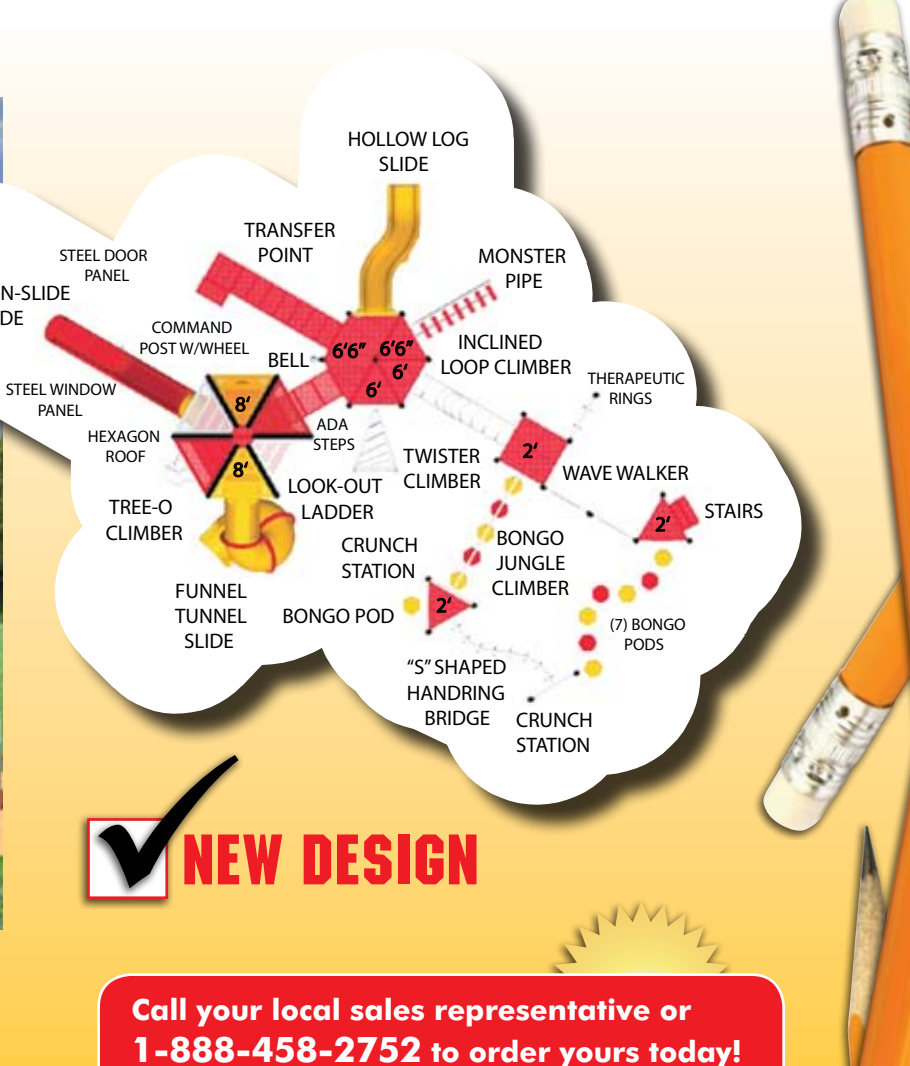 HOLLOW LOG
SLIDE
TRANSFER
POINT
MONSTER
PIPE
STEEL DOOR
PANEL
N-SLIDE
DE
COMMAND
POST W/WHEEL
BELL
6'6" 6'6"
6'
6'
INCLINED
LOOP CLIMBER
THERAPEUTIC
RINGS
STEEL WINDOW
PANEL
8'
HEXAGON
ROOF
ADA
STEPS
8'
TWISTER
CLIMBER
2'
WAVE WALKER
LOOK-OUT
LADDER
TREE-O
CLIMBER
2'
STAIRS
CRUNCH
STATION
BONGO
JUNGLE
CLIMBER
FUNNEL
TUNNEL
SLIDE
BONGO POD
2'
(7) BONGO
PODS
"S" SHAPED
HANDRING
BRIDGE
CRUNCH
STATION
NEW DESIGN
Call your local sales representative or
1-888-458-2752 to order yours today!